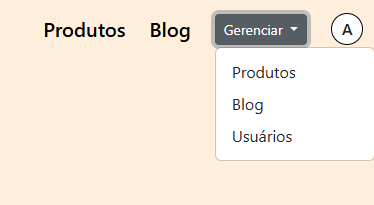 Produtos Blog Gerenciar A
Produtos
Blog
Usuários